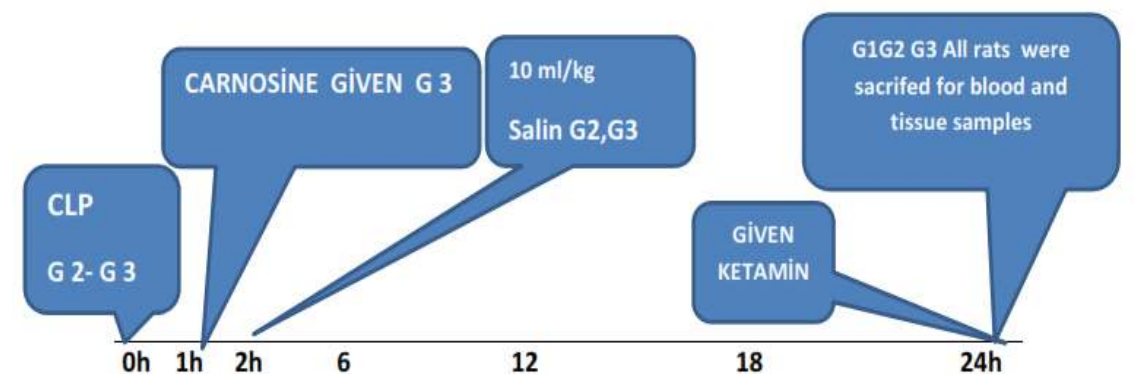 CLP
G 2- G 3
CARNOSİNE GİVEN G 3
10 ml/kg
Salin G2,G3
GİVEN
KETAMİN
G1G2 G3 All rats were
sacrifed for blood and
tissue samples
0h 1h 2h 6 12 18 24h